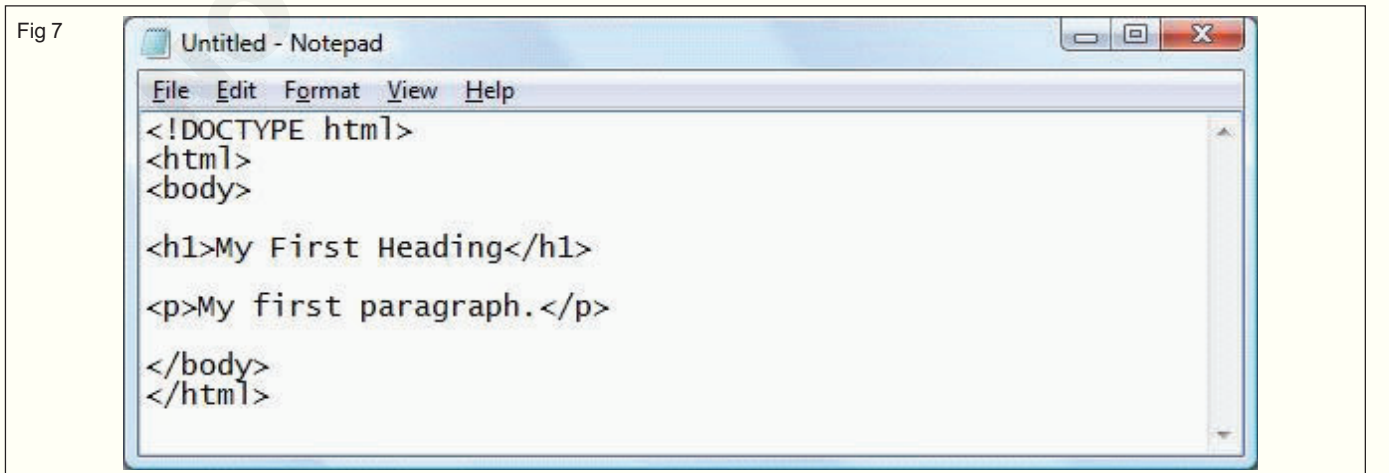 Fig 7
Untitled - Notepad
File Edit Format View Help
<!DOCTYPE html>
<html>
<body>
<h1>My First Heading</h1>
<p>My first paragraph.</p>
</body>
</html>